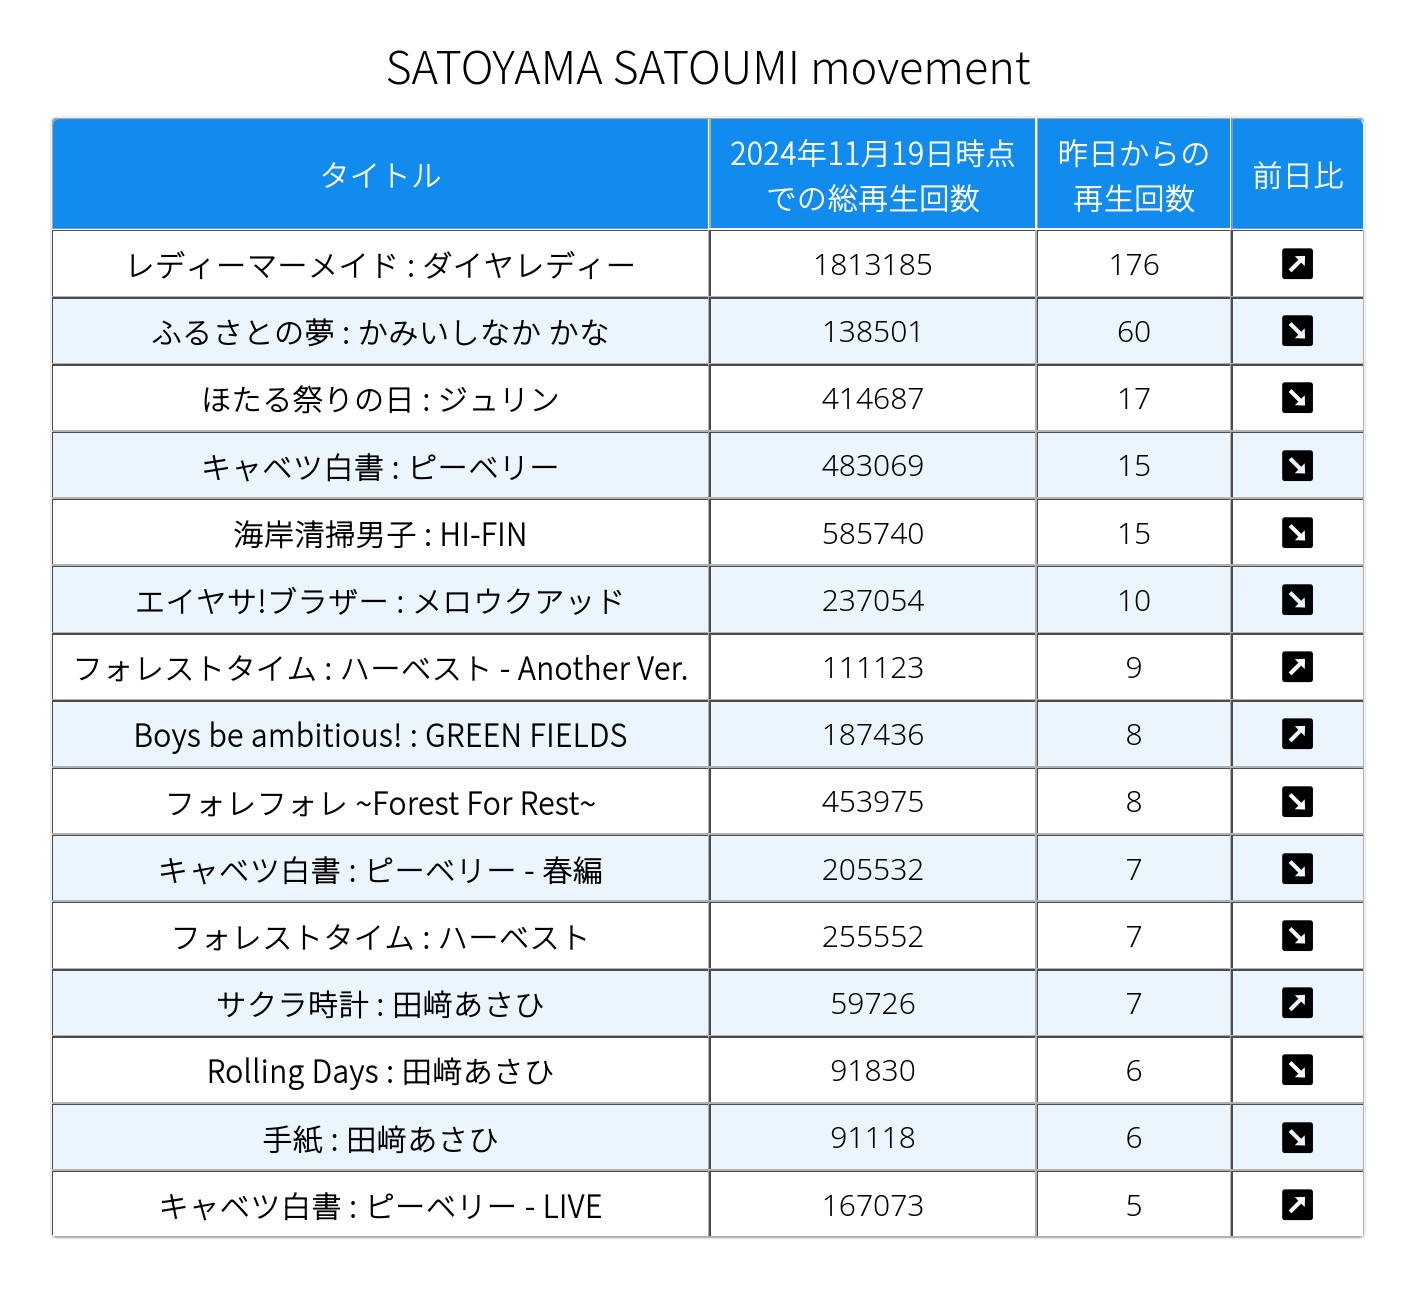 SATOYAMA SATOUMI movement
タイトル
2024年11月19日時点
での総再生回数
昨日からの
再生回数
前日比
レディーマーメイド : ダイヤレディー 1813185 176 ↗
ふるさとの夢 : かみいしなか かな 138501 60 ↘
ほたる祭りの日 : ジュリン 414687 17 ↘
キャベツ白書 : ピーベリー 483069 15 ↘
海岸清掃男子 : HI-FIN 585740 15 ↘
エイヤサ!ブラザー : メロウクアッド 237054 10 ↘
フォレストタイム : ハーベスト - Another Ver. 111123 9 ↗
Boys be ambitious! : GREEN FIELDS 187436 8 ↗
フォレフォレ ~Forest For Rest~ 453975 8 ↘
キャベツ白書 : ピーベリー - 春編 205532 7 ↘
フォレストタイム : ハーベスト 255552 7 ↘
サクラ時計 : 田﨑あさひ 59726 7 ↗
Rolling Days : 田﨑あさひ 91830 6 ↘
手紙 : 田﨑あさひ 91118 6 ↘
キャベツ白書 : ピーベリー - LIVE 167073 5 ↗